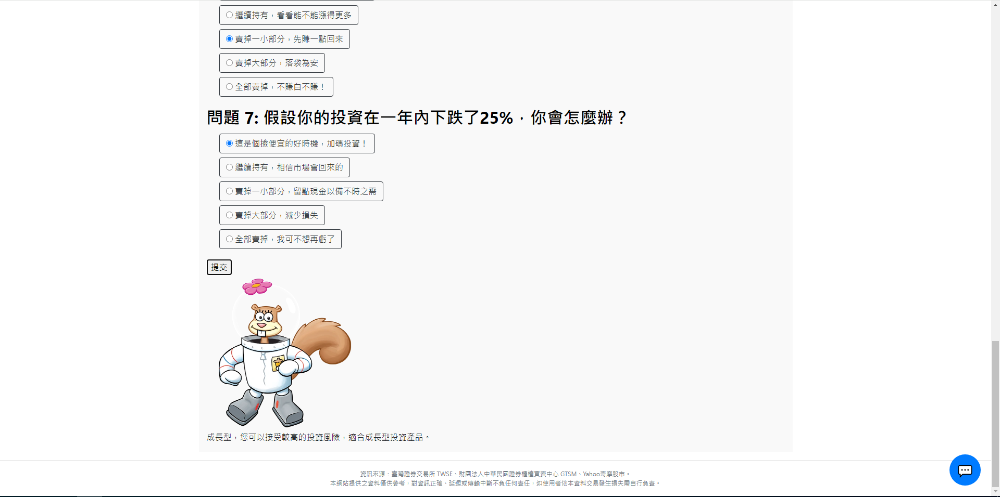 繼續持有，看看能不能漲得更多
賣掉一小部分，先賺一點回來
賣掉大部分，落袋為安
全部賣掉，不賺白不賺！
問題 7: 假設你的投資在一年內下跌了25%，你會怎麼辦？
這是個撿便宜的好時機，加碼投資！
繼續持有，相信市場會回來的
賣掉一小部分，留點現金以備不時之需
賣掉大部分，減少損失
全部賣掉，我可不想再虧了
提交
成長型，您可以接受較高的投資風險，適合成長型投資產品。
資訊來源：臺灣證券交易所 TWSE、財團法人中華民國證券櫃檯買賣中心 GTSM、Yahoo奇摩股市。
本網站提供之資料僅供參考，對資訊正確、延遲或傳輸中斷不負任何責任，如使用者依本資料交易發生損失需自行負責。